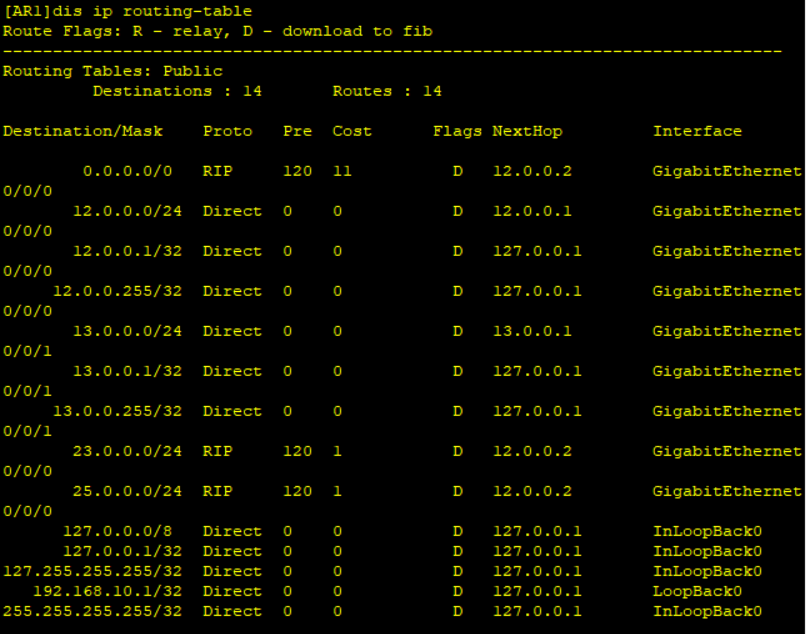 [AR1]dis ip routing-table
Route Flags: R - relay, D - download to fib
------------------------------------------------------------------------------
Routing Tables: Public
         Destinations : 14       Routes : 14

Destination/Mask    Proto   Pre  Cost      Flags NextHop         Interface

        0.0.0.0/0   RIP     120  11          D   12.0.0.2        GigabitEthernet
0/0/0
       12.0.0.0/24  Direct  0    0           D   12.0.0.1        GigabitEthernet
0/0/0
       12.0.0.1/32  Direct  0    0           D   127.0.0.1       GigabitEthernet
0/0/0
     12.0.0.255/32  Direct  0    0           D   127.0.0.1       GigabitEthernet
0/0/0
       13.0.0.0/24  Direct  0    0           D   13.0.0.1        GigabitEthernet
0/0/1
       13.0.0.1/32  Direct  0    0           D   127.0.0.1       GigabitEthernet
0/0/1
     13.0.0.255/32  Direct  0    0           D   127.0.0.1       GigabitEthernet
0/0/1
       23.0.0.0/24  RIP     120  1           D   12.0.0.2        GigabitEthernet
0/0/0
       25.0.0.0/24  RIP     120  1           D   12.0.0.2        GigabitEthernet
0/0/0
      127.0.0.0/8   Direct  0    0           D   127.0.0.1       InLoopBack0
      127.0.0.1/32  Direct  0    0           D   127.0.0.1       InLoopBack0
127.255.255.255/32  Direct  0    0           D   127.0.0.1       InLoopBack0
   192.168.10.1/32  Direct  0    0           D   127.0.0.1       LoopBack0
255.255.255.255/32  Direct  0    0           D   127.0.0.1       InLoopBack0